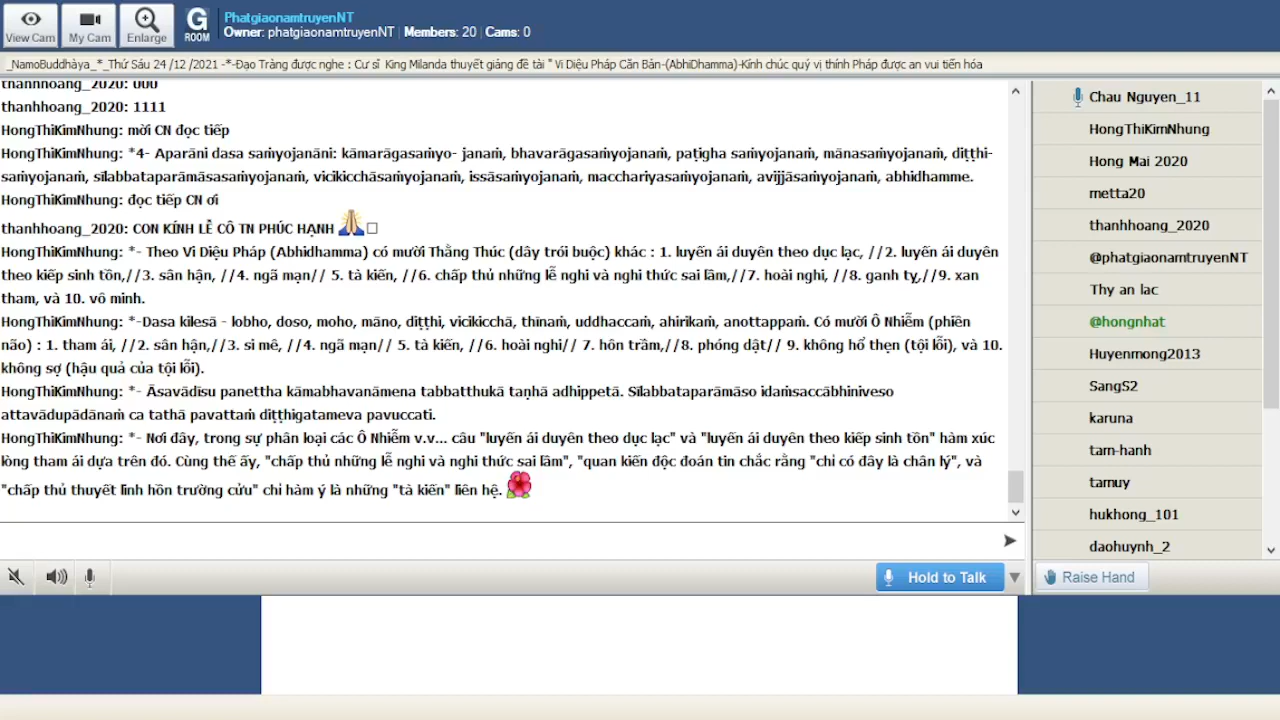 View Cam
My Cam
Enlarge
G
ROOM
PhatgiaonamtruyenNT
Owner: phatgiaonamtruyenNT | Members: 20 | Cams: 0
_NamoBuddhàya_*_Thứ Sáu 24 /12 /2021 -*-Đạo Tràng được nghe : Cư sĩ King Milanda thuyết giảng đề tài " Vi Diệu Pháp Căn Bản-(AbhiDhamma)-Kính chúc quý vị thính Pháp được an vui tiến hóa
thanhhoang_2020: 000
thanhhoang_2020: 1111
HongThiKimNhung: mời CN đọc tiếp
HongThiKimNhung: *4- Aparāni dasa saṁyojanāni: kāmarāgasaṁyo- janaṁ, bhavarāgasaṁyojanaṁ, paṭigha saṁyojanaṁ, mānasaṁyojanaṁ, diṭṭhi-
saṁyojanaṁ, sīlabbataparāmāsasaṁyojanaṁ, vicikicchāsaṁyojanaṁ, issāsaṁyojanaṁ, macchariyasaṁyojanaṁ, avijjāsaṁyojanaṁ, abhidhamme.
HongThiKimNhung: đọc tiếp CN ơi
thanhhoang_2020: CON KÍNH LỄ CÔ TN PHÚC HẠNH 🙏
HongThiKimNhung: *- Theo Vi Diệu Pháp (Abhidhamma) có mười Thằng Thúc (dây trói buộc) khác : 1. luyến ái duyên theo dục lạc, //2. luyến ái duyên
theo kiếp sinh tồn,//3. sân hận, //4. ngã mạn// 5. tà kiến, //6. chấp thủ những lễ nghi và nghi thức sai lầm,//7. hoài nghi, //8. ganh tỵ,//9. xan
tham, và 10. vô minh.
HongThiKimNhung: *-Dasa kilesā - lobho, doso, moho, māno, diṭṭhi, vicikicchā, thīnaṁ, uddhaccaṁ, ahirikaṁ, anottappaṁ. Có mười Ô Nhiễm (phiền
não) : 1. tham ái, //2. sân hận,//3. si mê, //4. ngã mạn// 5. tà kiến, //6. hoài nghi// 7. hôn trầm,//8. phóng dật// 9. không hổ thẹn (tội lỗi), và 10.
không sợ (hậu quả của tội lỗi).
HongThiKimNhung: *- Āsavādīsu panettha kāmabhavanāmena tabbatthukā taṇhā adhippetā. Sīlabbataparāmāso idaṁsaccābhiniveso
attavādupādānaṁ ca tathā pavattaṁ diṭṭhigatameva pavuccati.
HongThiKimNhung: *- Nơi đây, trong sự phân loại các Ô Nhiễm v.v... câu "luyến ái duyên theo dục lạc" và "luyến ái duyên theo kiếp sinh tồn" hàm xúc
lòng tham ái dựa trên đó. Cùng thế ấy, "chấp thủ những lễ nghi và nghi thức sai lầm", "quan kiến độc đoán tin chắc rằng "chỉ có đây là chân lý", và
"chấp thủ thuyết linh hồn trường cửu" chỉ hàm ý là những "tà kiến" liên hệ. 🌺
Hold to Talk
Chau Nguyen_11
HongThiKimNhung
Hong Mai 2020
metta20
thanhhoang_2020
@phatgiaonamtruyenNT
Thy an lac
@hongnhat
Huyenmong2013
SangS2
karuna
tam-hanh
tamuy
hukhong_101
daohuynh_2
Raise Hand